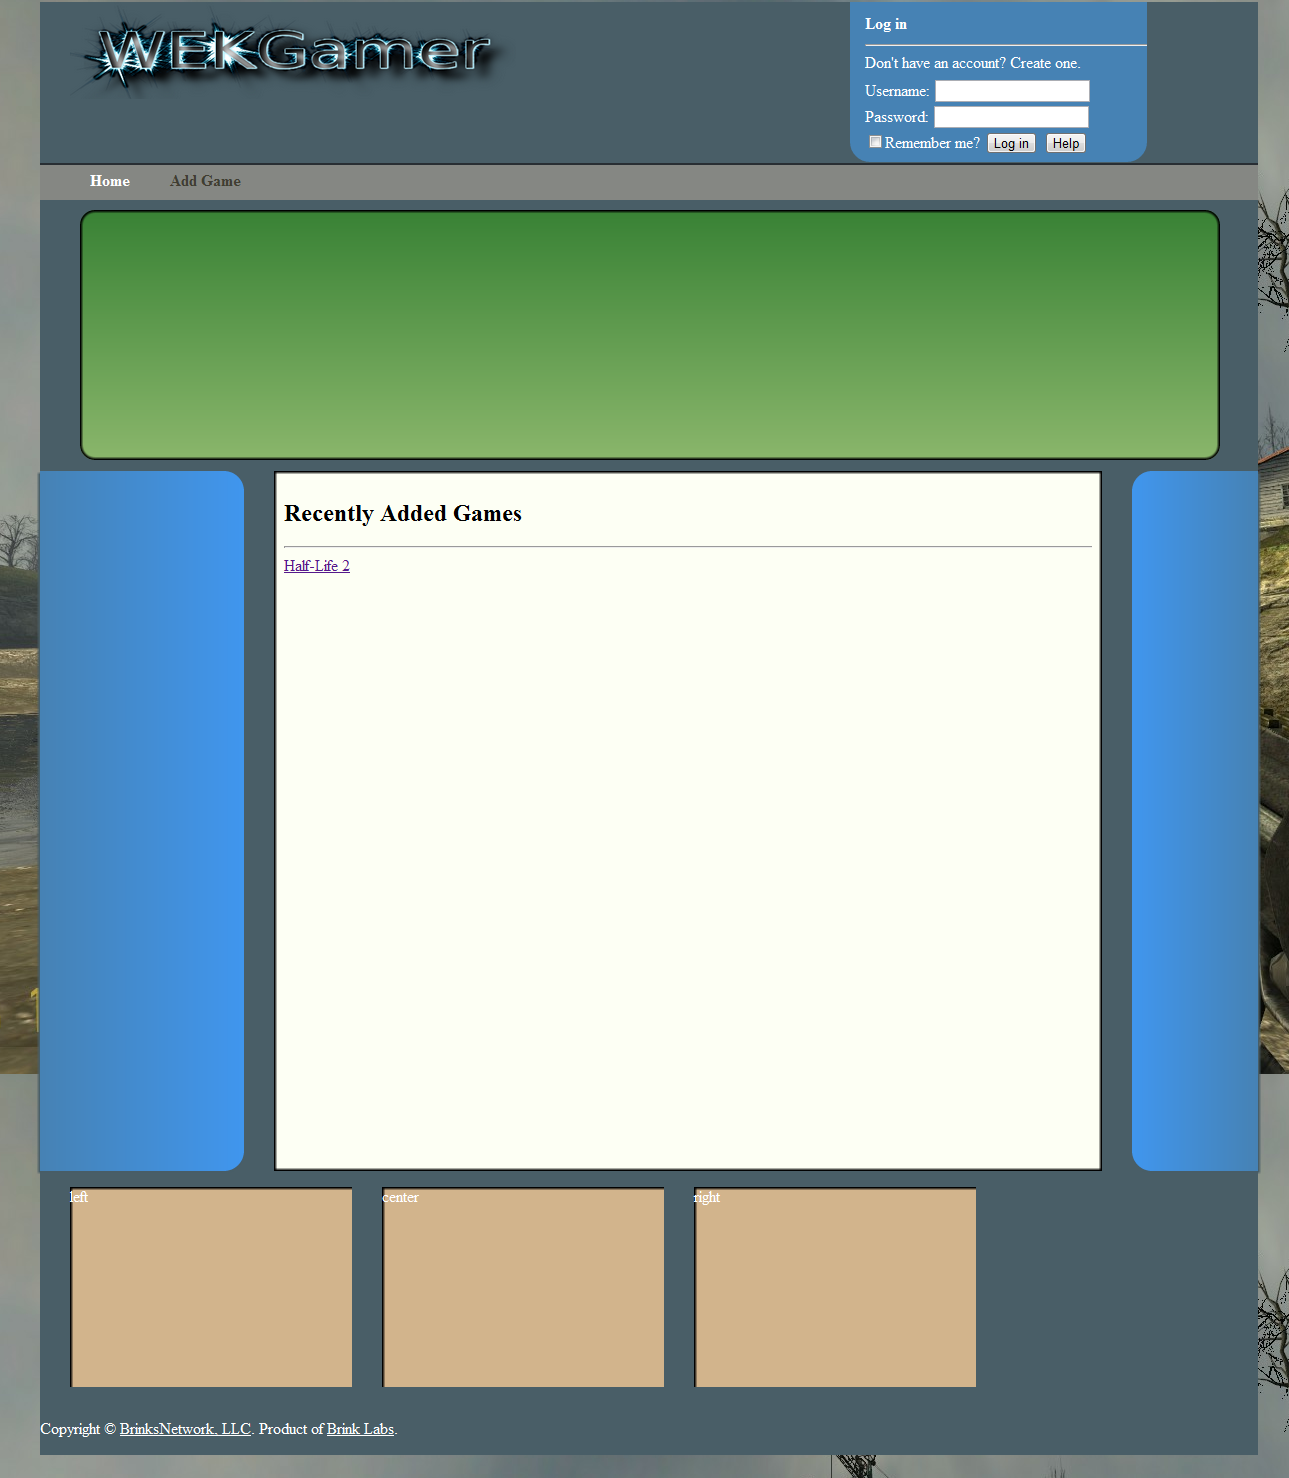 WEKGamer
Log in
Don't have an account? Create one.
Username:
Password:
Remember me? Log in Help
Home Add Game
Recently Added Games
Half-Life 2
left center right
Copyright © BrinksNetwork, LLC. Product of Brink Labs.